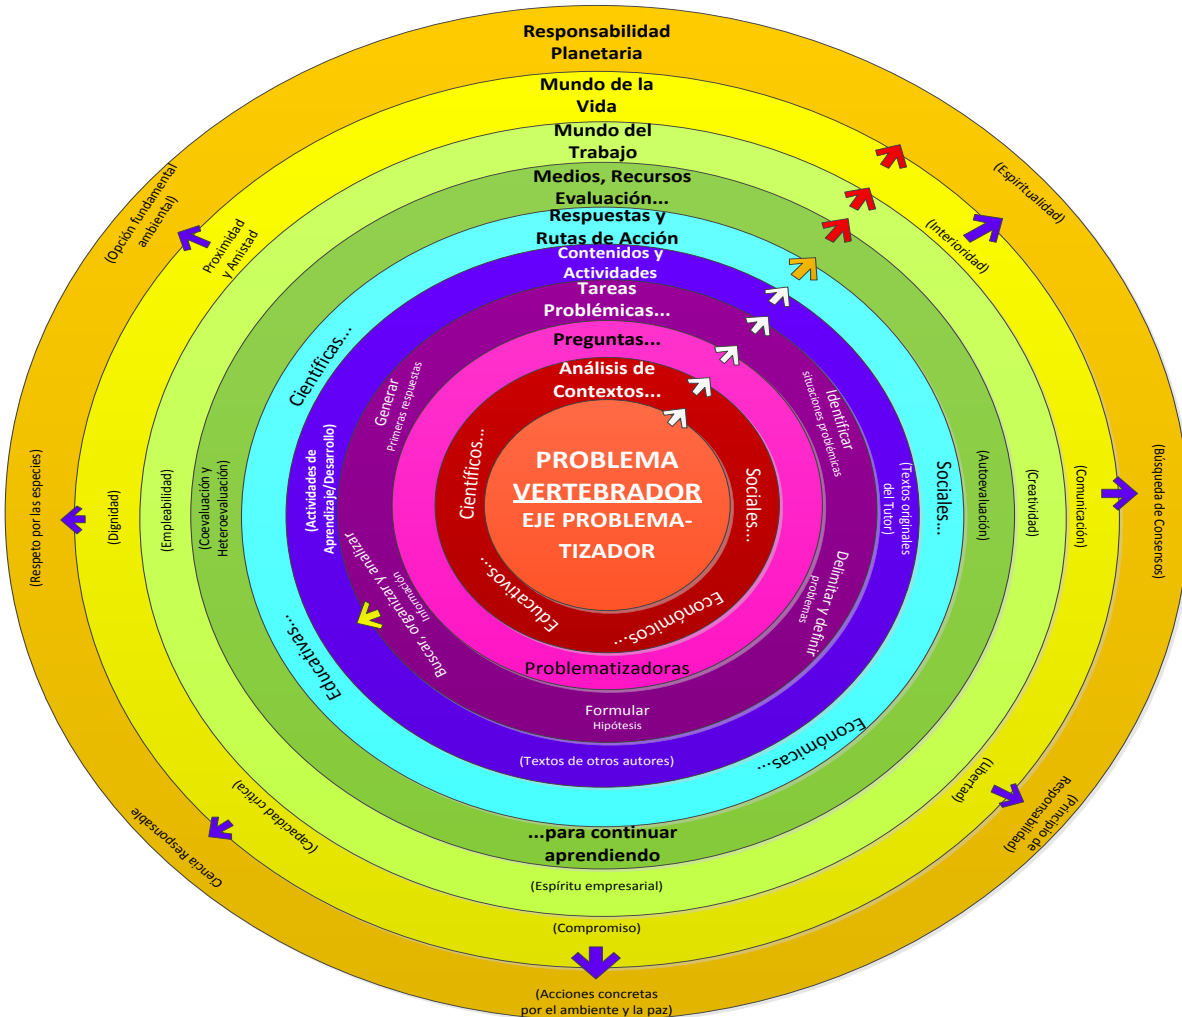 Responsabilidad
Planetaria
Mundo de la
Vida
Mundo del
Trabajo
Medios, Recursos
Evaluación...
Respuestas y
Rutas de Acción
Contenidos y
Actividades
Tareas
Problémicas...
Preguntas...
Análisis de
Contextos...
PROBLEMA
VERTEBRADOR
EJE PROBLEMA-
TIZADOR
Científicos...
Sociales...
Educativos...
Económicos...
Problematizadoras
Generar
Primeras respuestas
Identificar
situaciones problémicas
Delimitar y definir
problemas
Buscar, organizar y analizar
Información
Formular
Hipótesis
(Actividades de
Aprendizaje/Desarrollo)
(Textos originales
del Tutor)
(Textos de otros autores)
Científicas...
Sociales...
Educativas...
Económicas...
(Coevaluación y
Heteroevaluación)
(Autoevaluación)
...para continuar
aprendiendo
(Empleabilidad)
(Creatividad)
(Espíritu empresarial)
Proximidad
y Amistad
(Interioridad)
(Dignidad)
(Comunicación)
(Capacidad crítica)
(Libertad)
(Compromiso)
(Opción fundamental
ambiental)
(Espiritualidad)
(Respeto por las especies)
(Búsqueda de Consensos)
Ciencia Responsable
(Principio de
Responsabilidad)
(Acciones concretas
por el ambiente y la paz)